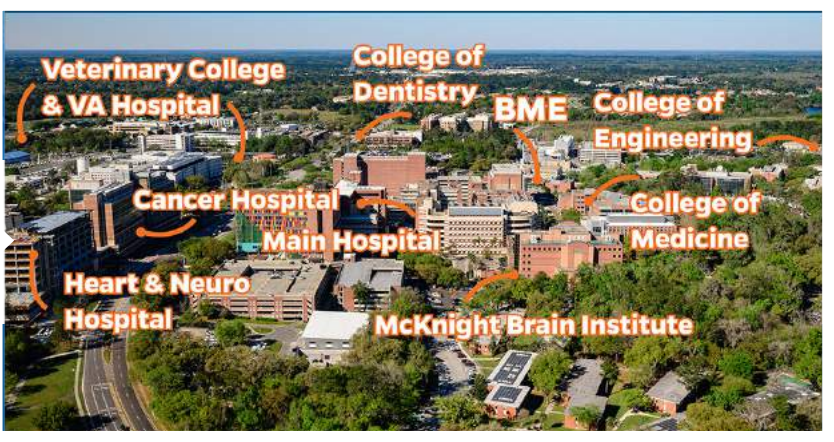 Veterinary College
& VA Hospital
College of
Dentistry
BME
College of
Engineering
Cancer Hospital
Main Hospital
College of
Medicine
Heart & Neuro
Hospital
McKnight Brain Institute